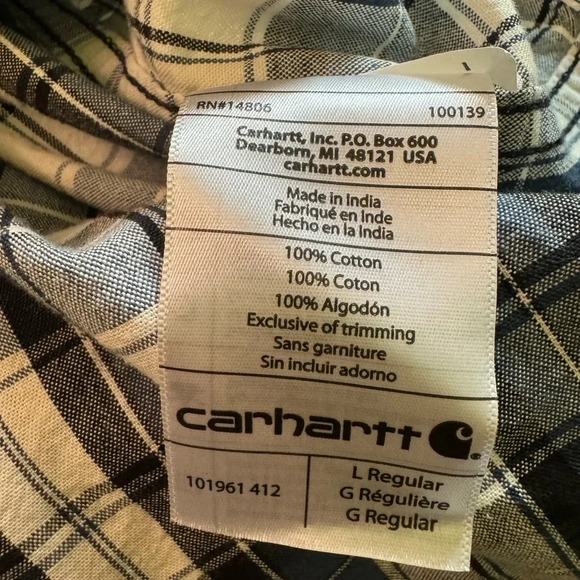 RN#14806 100139
Carhartt, Inc. P.O. Box 600
Dearborn, MI 48121 USA
carhartt.com
Made in India
Fabriqué en Inde
Hecho en la India
100% Cotton
100% Coton
100% Algodón
Exclusive of trimming
Sans garniture
Sin incluir adorno
carhartt
101961 412
L Regular
G Régulière
G Regular